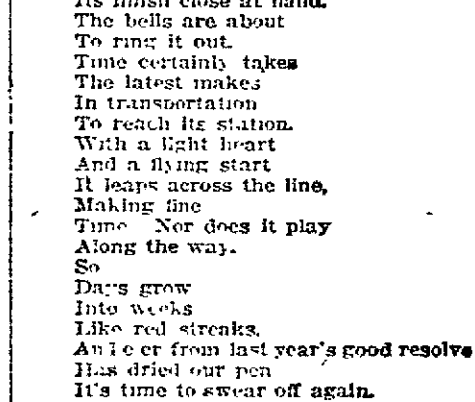 Its finish close at hand.
The bells are about
To ring it out.
Time certainly takes
The latest makes
In transportation
To reach its station.
With a light heart
And a flying start
It leaps across the line,
Making fine
Time Nor does it play
Along the way.
So
Days grow
Into weeks
Like red streaks,
An e er from last year's good resolve
Has dried our pen
It's time to swear off again.